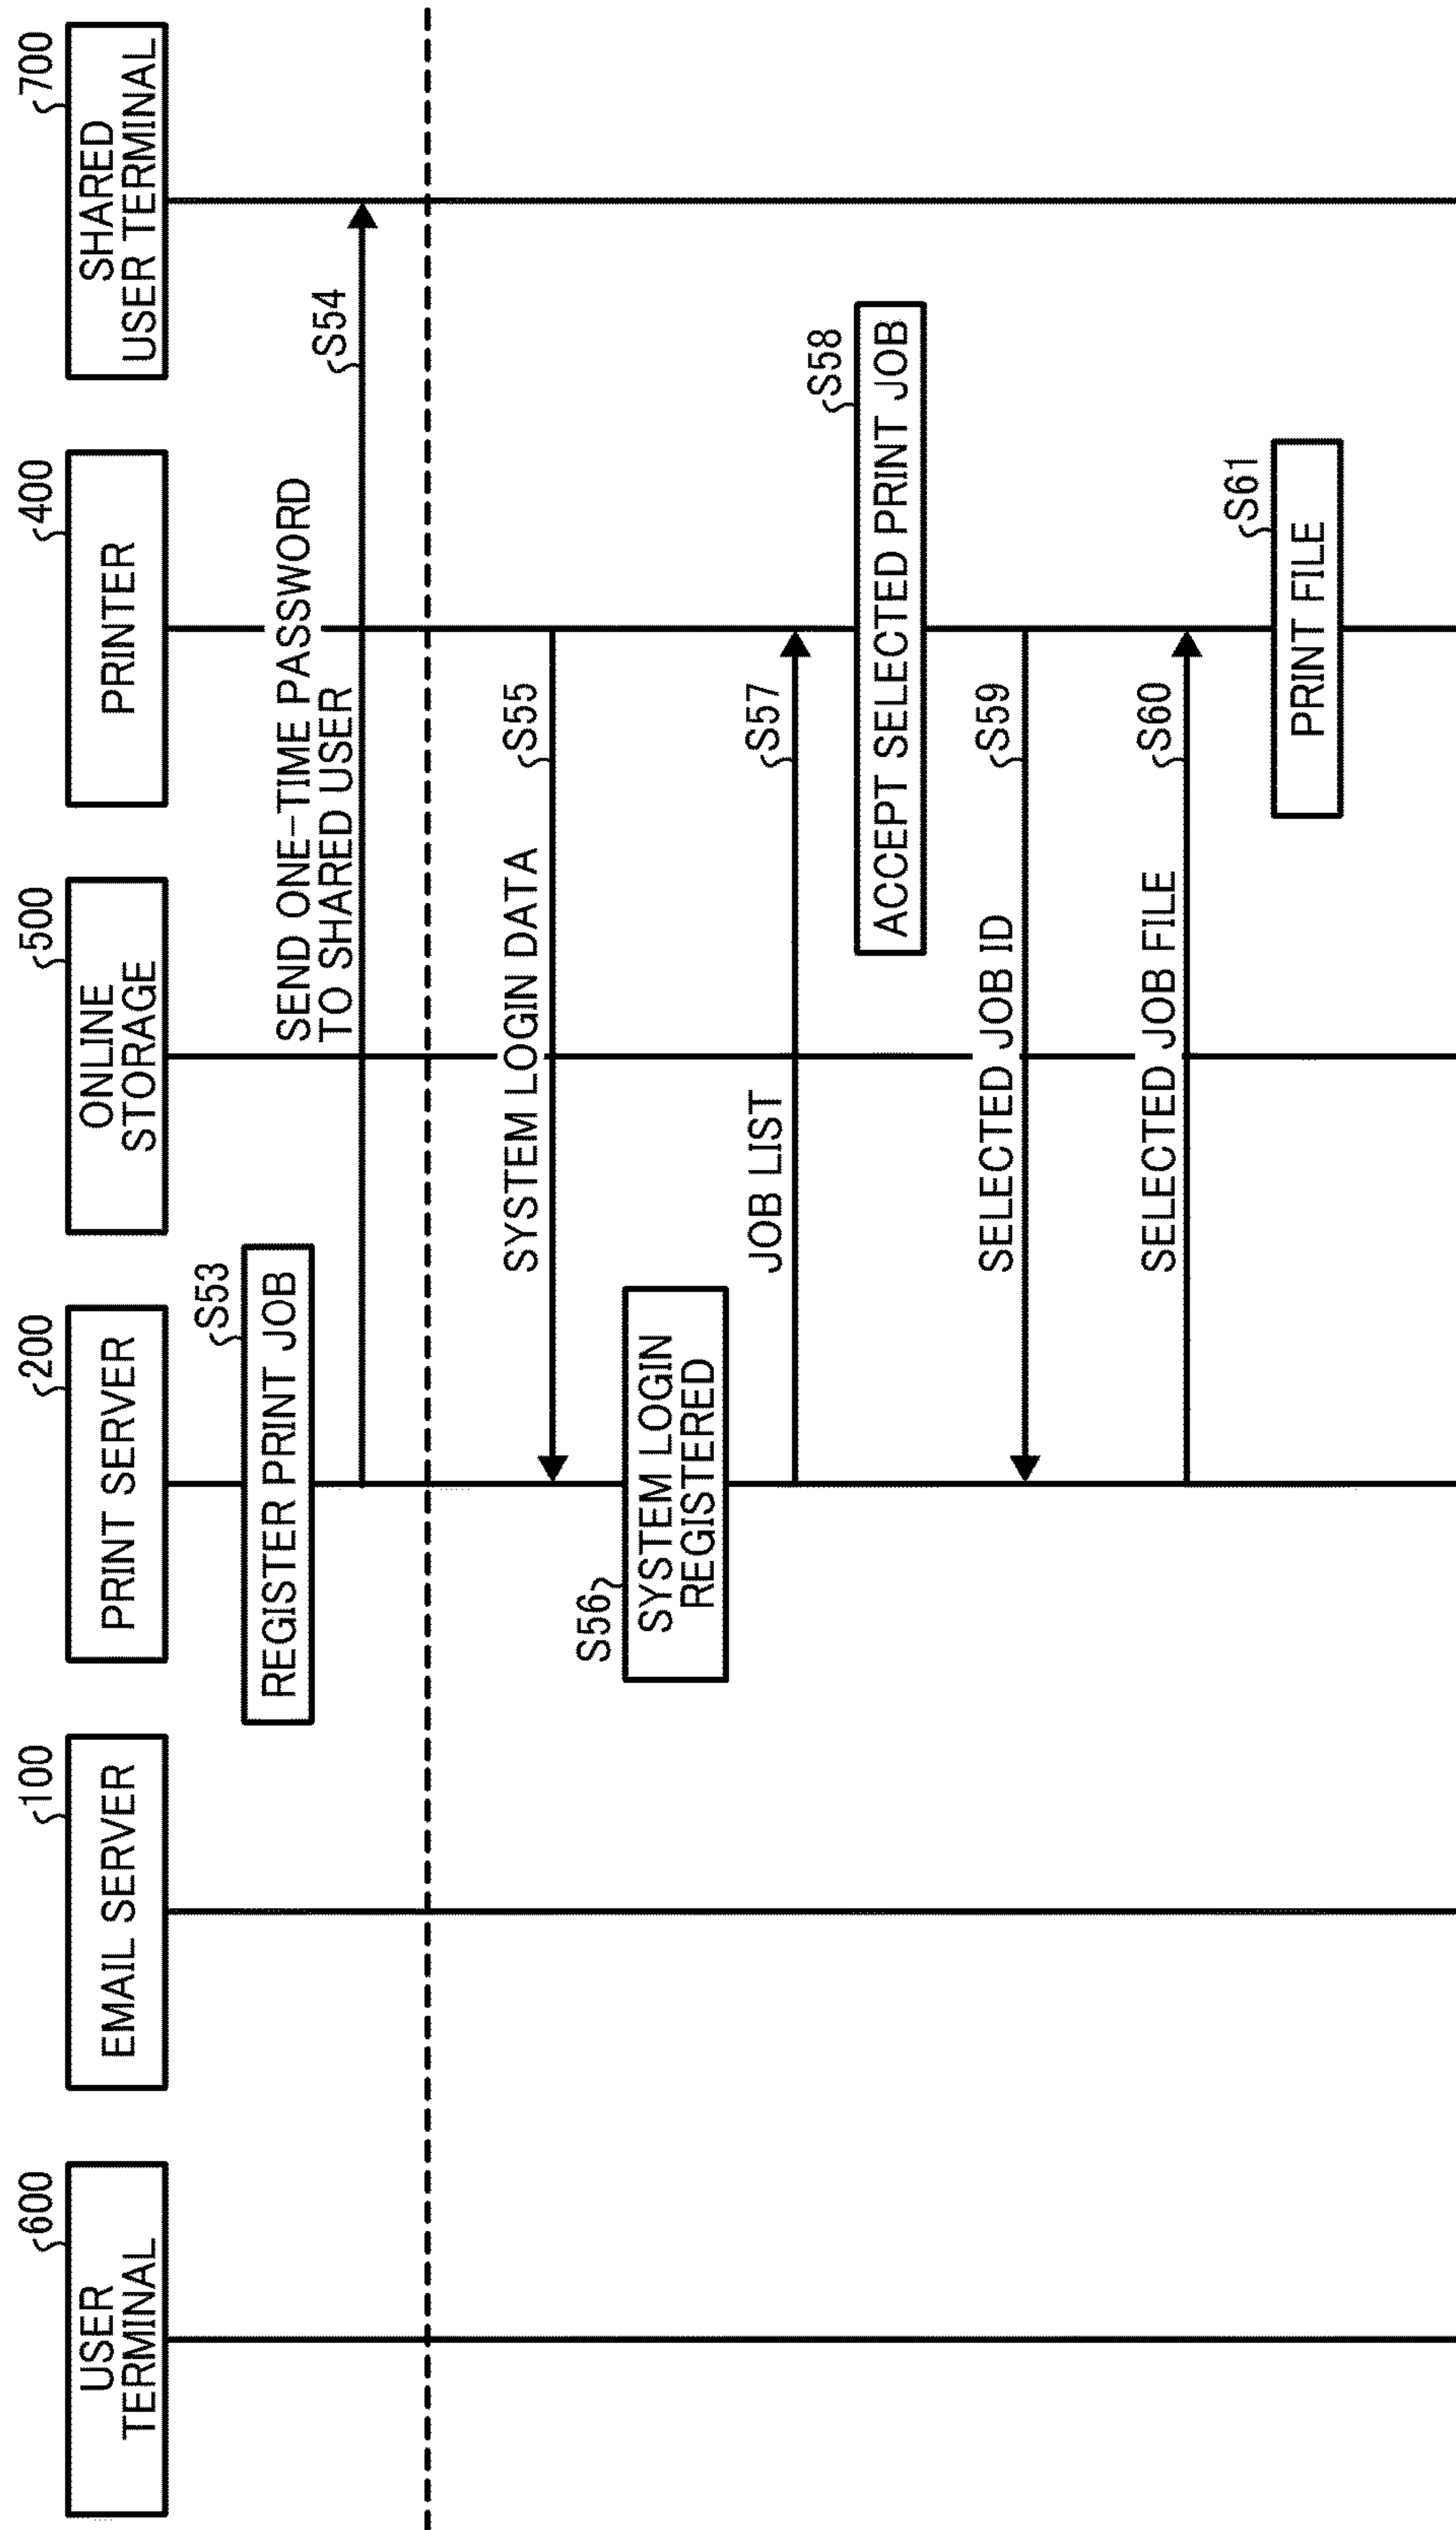 600
USER
TERMINAL
100
EMAIL SERVER
200
PRINT SERVER
500
ONLINE
STORAGE
400
PRINTER
700
SHARED
USER TERMINAL
S53
REGISTER PRINT JOB
SEND ONE-TIME PASSWORD
TO SHARED USER
S54
SYSTEM LOGIN DATA
S55
S56
SYSTEM LOGIN
REGISTERED
JOB LIST
S57
S58
ACCEPT SELECTED PRINT JOB
SELECTED JOB ID
S59
SELECTED JOB FILE
S60
S61
PRINT FILE